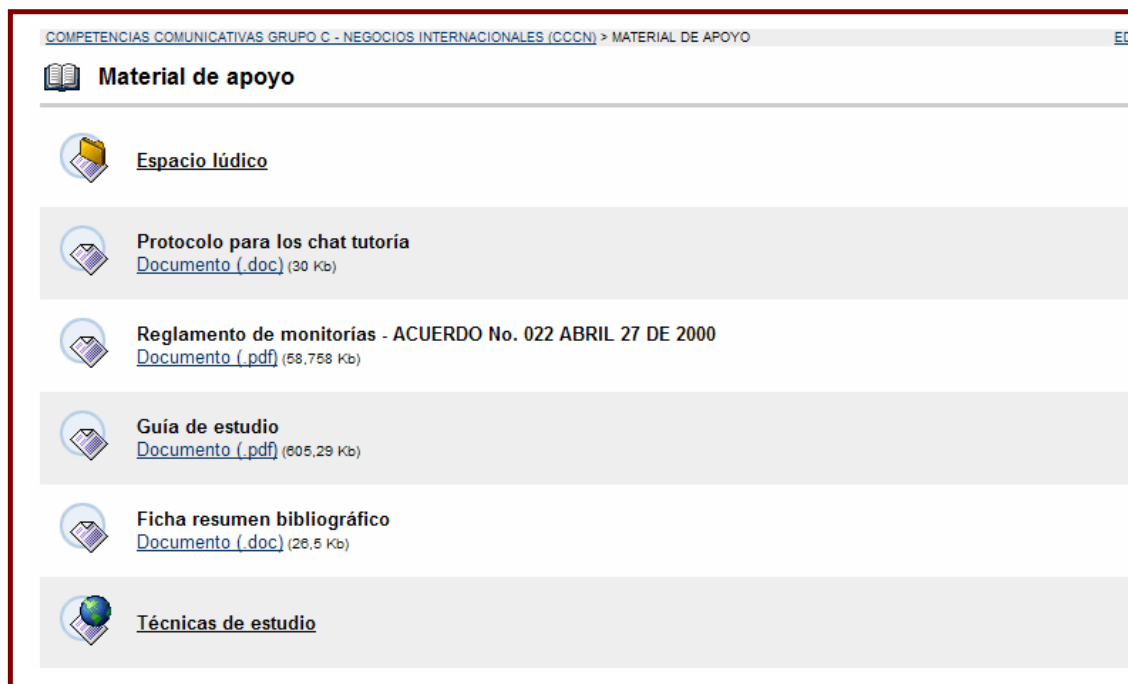 COMPETENCIAS COMUNICATIVAS GRUPO C - NEGOCIOS INTERNACIONALES (CCCN) > MATERIAL DE APOYO
Material de apoyo
Espacio lúdico
Protocolo para los chat tutoría
Documento (.doc) (30 Kb)
Reglamento de monitorías - ACUERDO No. 022 ABRIL 27 DE 2000
Documento (.pdf) (58,758 Kb)
Guía de estudio
Documento (.pdf) (605,29 Kb)
Ficha resumen bibliográfico
Documento (.doc) (26,5 Kb)
Técnicas de estudio